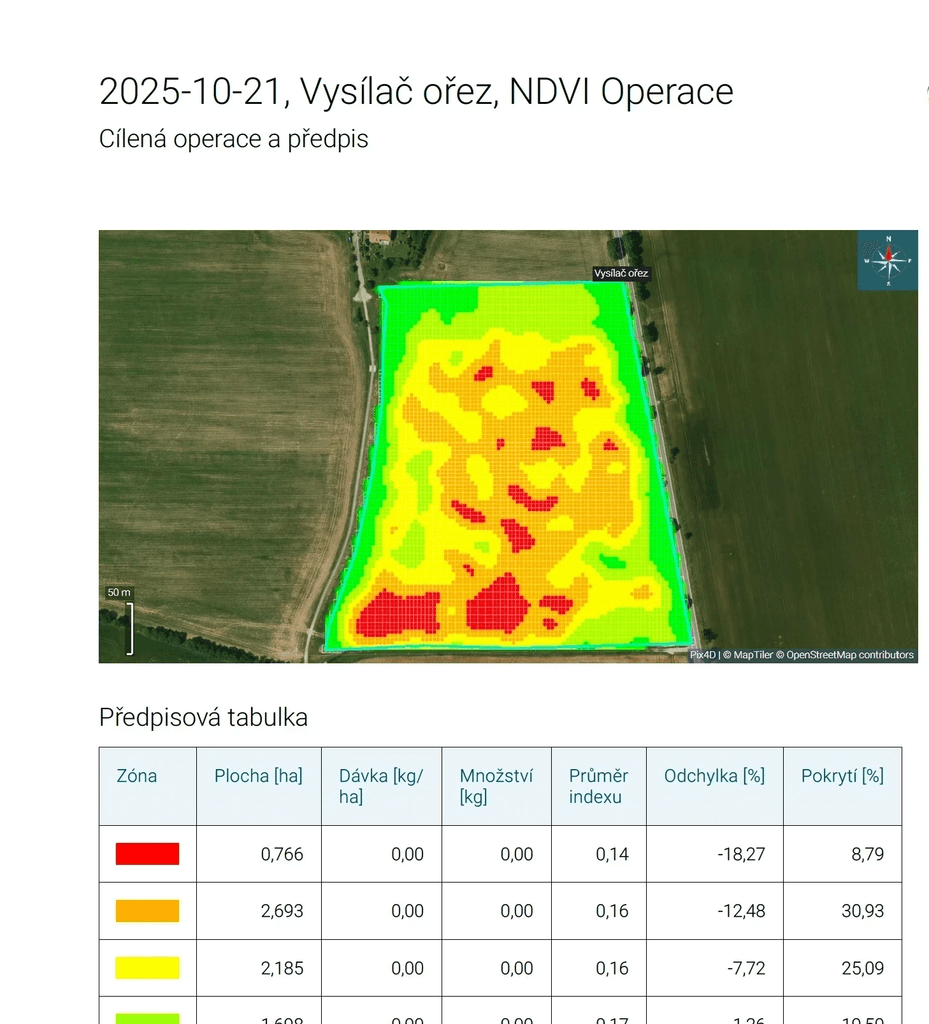 2025-10-21, Vysílač ořez, NDVI Operace
Cílená operace a předpis
N
Vysílač ořez
W
50 m
Pix4D | © MapTiler © OpenStreetMap contributors
Předpisová tabulka
Zóna Plocha [ha] Dávka [kg/ha] Množství [kg] Průměr indexu Odchylka [%] Pokrytí [%]
0,766 0,00 0,00 0,14 -18,27 8,79
2,693 0,00 0,00 0,16 -12,48 30,93
2,185 0,00 0,00 0,16 -7,72 25,09